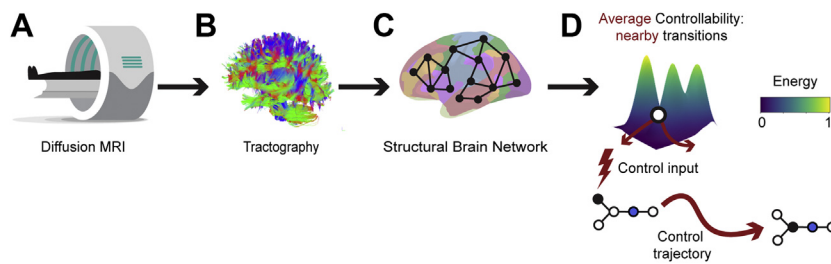 A
B
C
D
Average Controllability:
nearby transitions
Energy
0
1
Control input
Diffusion MRI
Tractography
Structural Brain Network
Control
trajectory